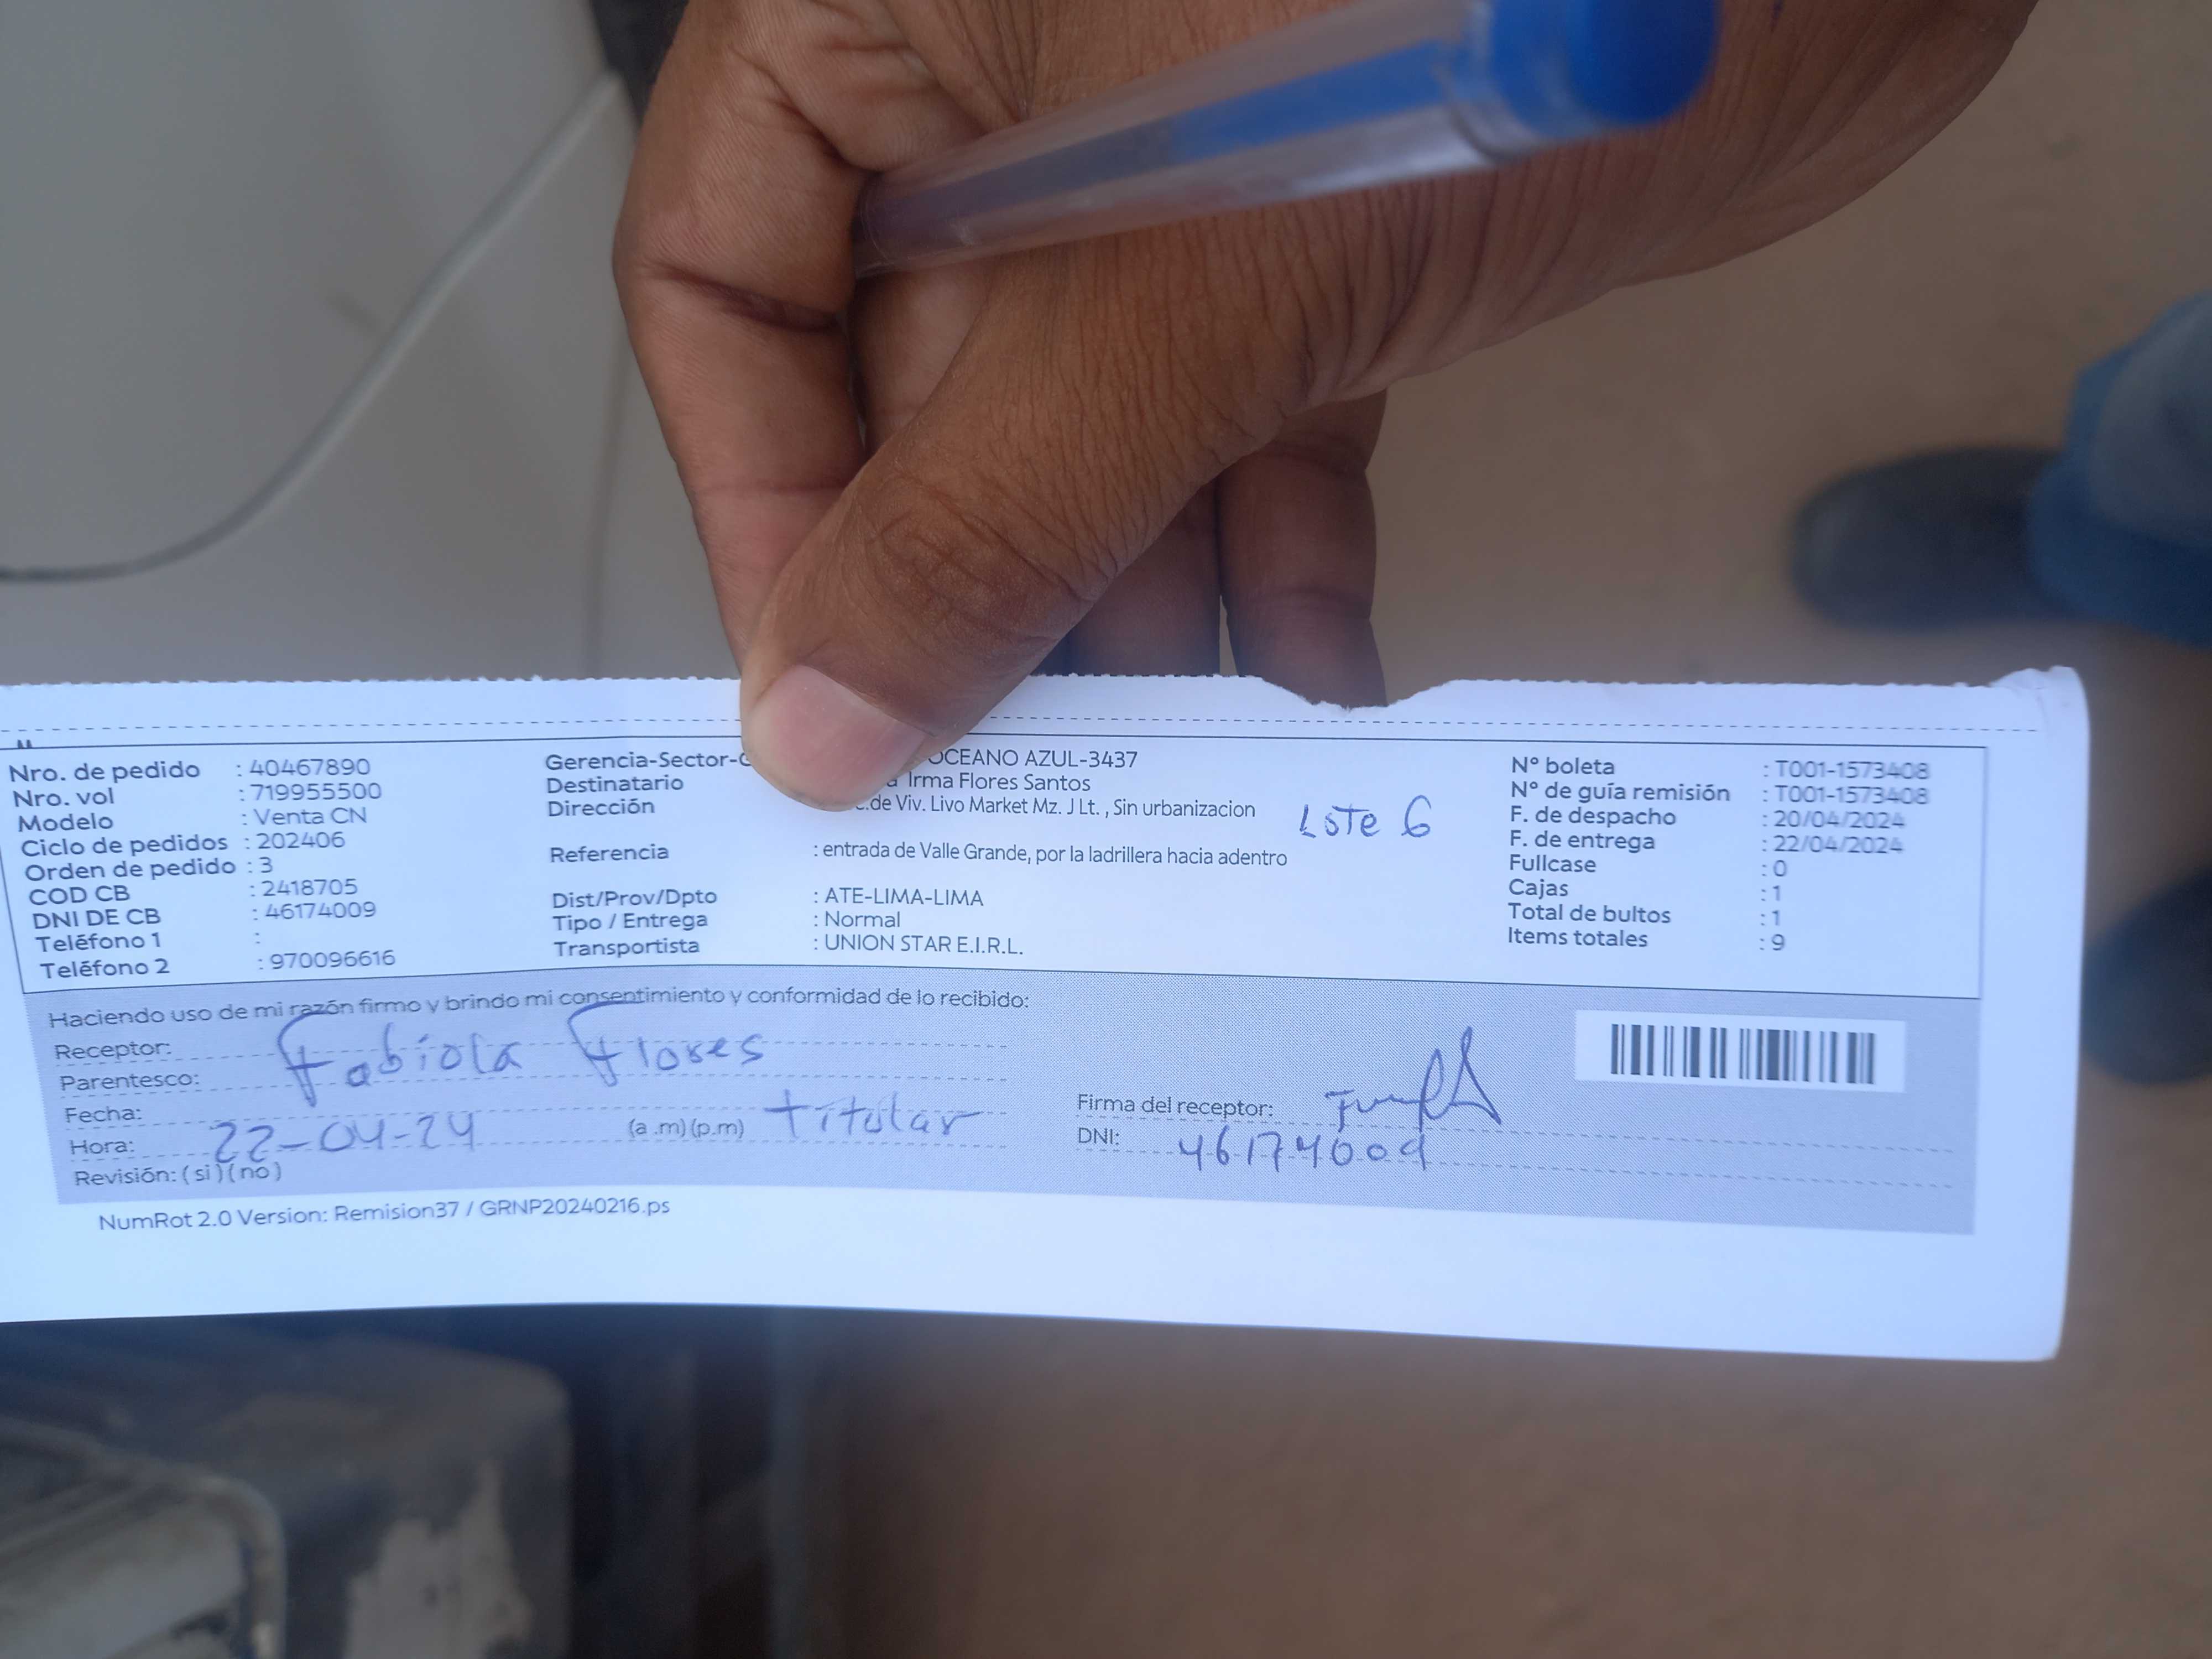 Nro. de pedido : 40467890
Nro. vol : 719955500
Modelo : Venta CN
Ciclo de pedidos : 202406
Orden de pedido : 3
COD CB : 2418705
DNI DE CB : 46174009
Teléfono 1 :
Teléfono 2 : 970096616
Gerencia-Sector- OCEANO AZUL-3437
Destinatario Irma Flores Santos
Dirección de Viv. Livo Market Mz. J Lt. , Sin urbanizacion Lote 6
Referencia : entrada de Valle Grande, por la ladrillera hacia adentro
Dist/Prov/Dpto : ATE-LIMA-LIMA
Tipo / Entrega : Normal
Transportista : UNION STAR E.I.R.L.
N° boleta : T001-1573408
N° de guía remisión : T001-1573408
F. de despacho : 20/04/2024
F. de entrega : 22/04/2024
Fullcase : 0
Cajas : 1
Total de bultos : 1
Items totales : 9
Haciendo uso de mi razón firmo y brindo mi consentimiento y conformidad de lo recibido:
Receptor: Fabiola Flores
Parentesco:
Fecha: 22-04-24 titular
Hora: (a .m) (p.m)
Revisión: ( si ) ( no )
Firma del receptor:
DNI: 46174009
NumRot 2.0 Version: Remision37 / GRNP20240216.ps